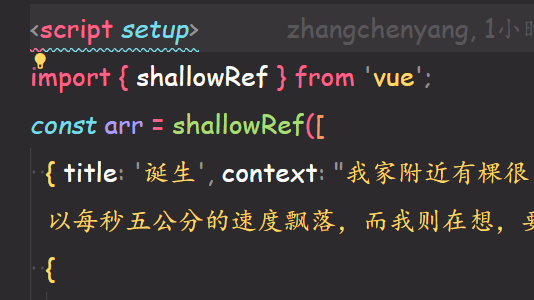 <script setup> zhangchenyang, 1小时
import { shallowRef } from 'vue';
const arr = shallowRef([
{ title: '诞生', context: "我家附近有棵很
以每秒五公分的速度飘落，而我则在想，要
{